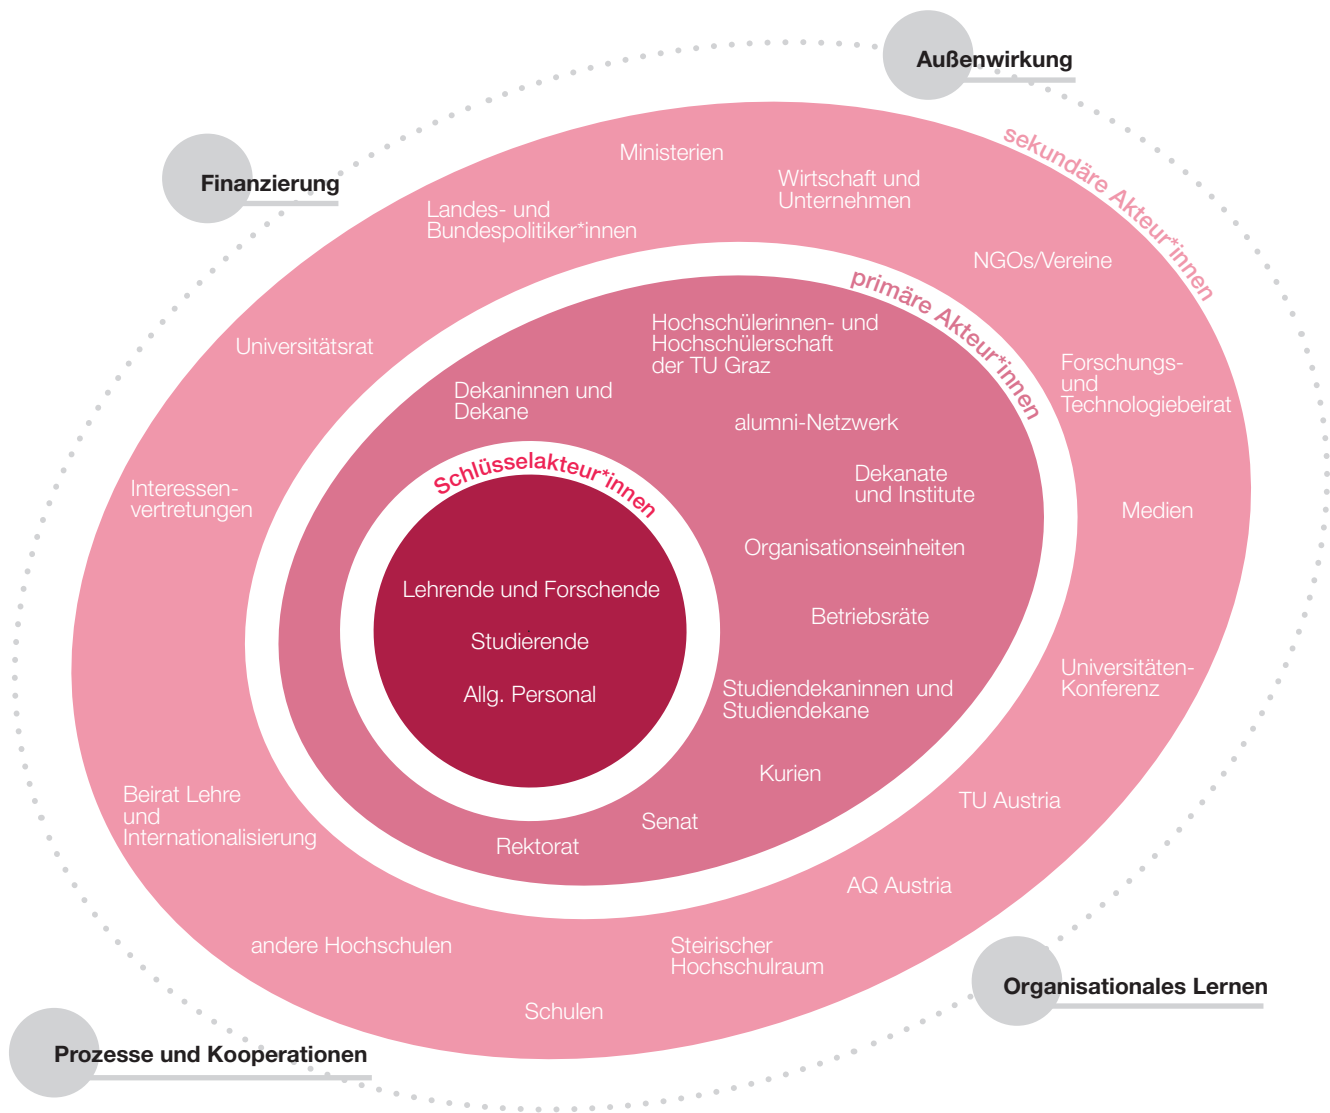 Außenwirkung
Finanzierung
sekundäre Akteur*innen
Ministerien
Wirtschaft und
Unternehmen
Landes- und
Bundespolitiker*innen
NGOs/Vereine
Universitätsrat
Forschungs-
und
Technologiebeirat
Interessen-
vertretungen
Medien
Universitäten-
Konferenz
Beirat Lehre
und
Internationalisierung
TU Austria
AQ Austria
andere Hochschulen
Steirischer
Hochschulraum
Schulen
primäre Akteur*innen
Hochschülerinnen- und
Hochschülerschaft
der TU Graz
Dekaninnen und
Dekane
alumni-Netzwerk
Dekanate
und Institute
Organisationseinheiten
Betriebsräte
Studiendekaninnen und
Studiendekane
Kurien
Senat
Rektorat
Schlüsselakteur*innen
Lehrende und Forschende
Studierende
Allg. Personal
Organisationales Lernen
Prozesse und Kooperationen